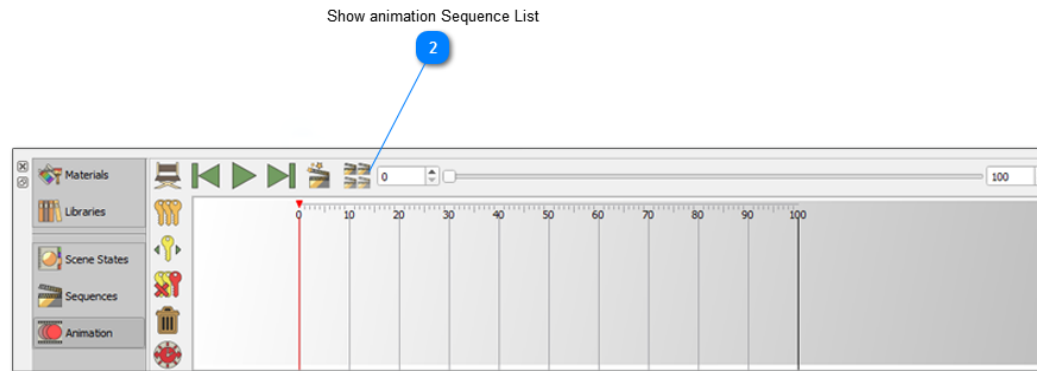 Show animation Sequence List
2
Materials
0
100
Libraries
0 10 20 30 40 50 60 70 80 90 100
Scene States
Sequences
Animation